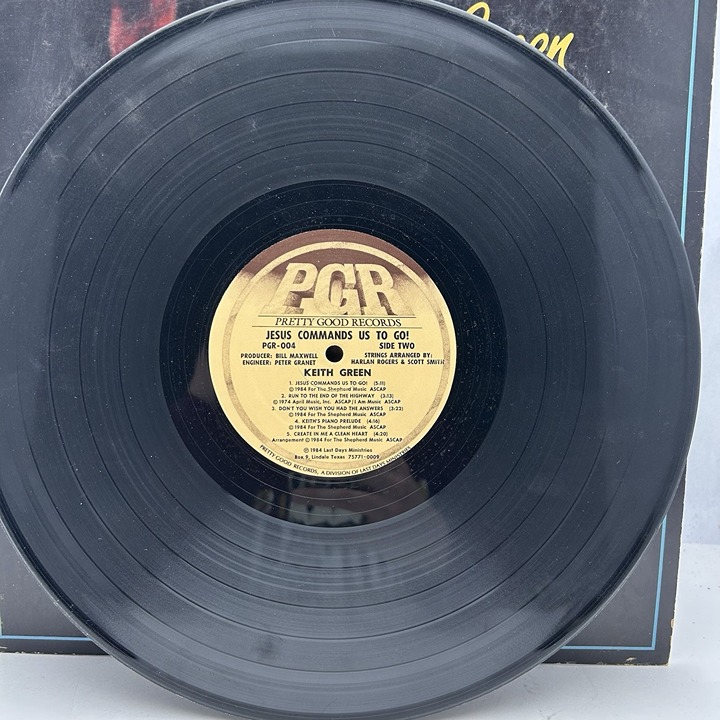 PGR
PRETTY GOOD RECORDS
JESUS COMMANDS US TO GO!
PGR-004 SIDE TWO
PRODUCER: BILL MAXWELL STRINGS ARRANGED BY:
ENGINEER: PETER GRANET HARLAN ROGERS & SCOTT SMITH
KEITH GREEN
1. JESUS COMMANDS US TO GO! (5:11)
© 1984 For The Shepherd Music ASCAP
2. RUN TO THE END OF THE HIGHWAY (3:13)
© 1974 April Music, Inc. ASCAP/I Am Music ASCAP
3. DON'T YOU WISH YOU HAD THE ANSWERS (3:22)
© 1984 For The Shepherd Music ASCAP
4. KEITH'S PIANO PRELUDE (4:16)
© 1984 For The Shepherd Music ASCAP
5. CREATE IN ME A CLEAN HEART (4:20)
Arrangement © 1984 For The Shepherd Music ASCAP
℗ 1984 Last Days Ministries
Box 9, Lindale Texas 75771-0009
PRETTY GOOD RECORDS, A DIVISION OF LAST DAYS MINISTRIES